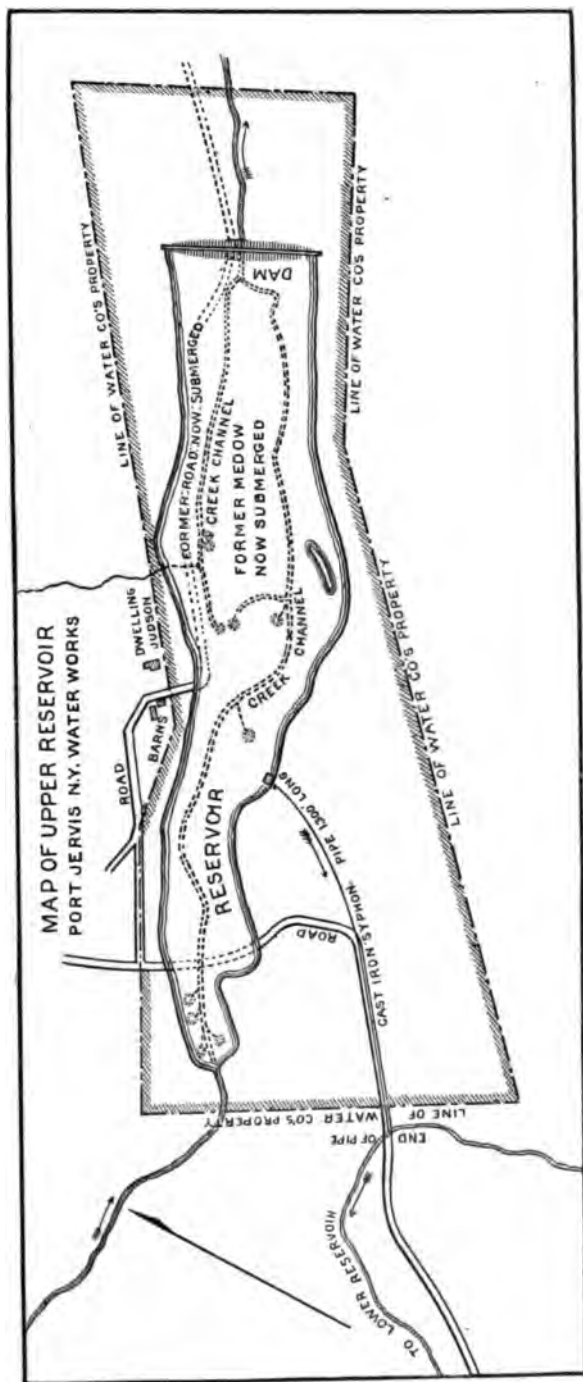 MAP OF UPPER RESERVOIR
PORT JERVIS N.Y. WATER WORKS
LINE OF WATER CO'S PROPERTY
LINE OF WATER CO'S PROPERTY
DAM
FORMER ROAD NOW SUBMERGED
CREEK CHANNEL
FORMER MEDOW
NOW SUBMERGED
DWELLING
JUDSON
BARNS
ROAD
CREEK CHANNEL
RESERVOIR
ROAD
CAST IRON SYPHON. PIPE 1300 LONG
LINE OF WATER CO'S PROPERTY
LINE OF
WATER CO'S PROPERTY
END OF PIPE
TO LOWER RESERVOIR